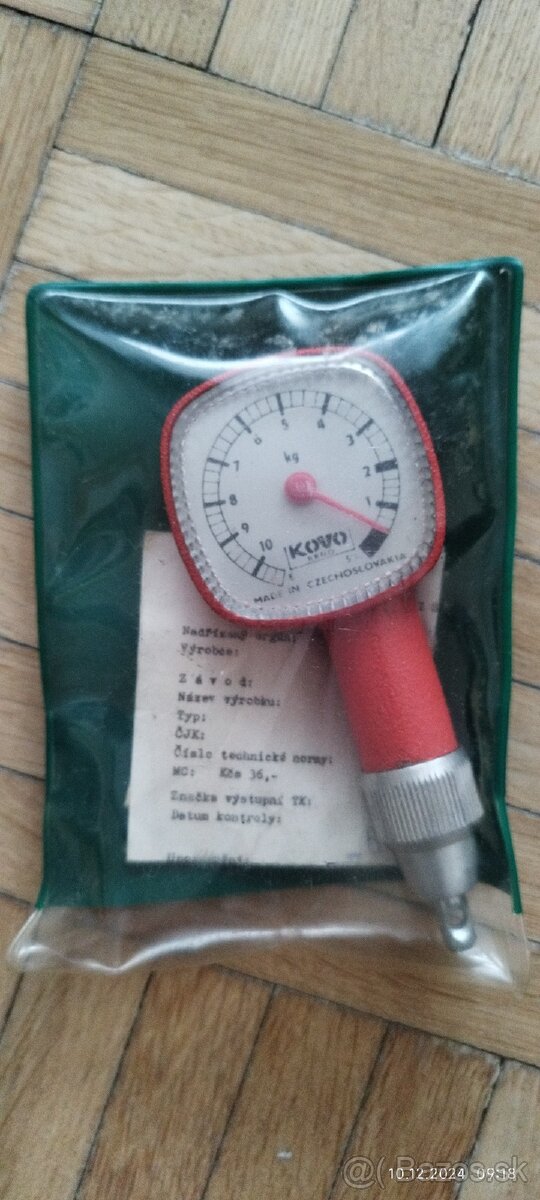 5
4
6
3
kg
7
2
8
1
9
10
KOVO
BRNO
MADE IN CZECHOSLOVAKIA
Nadřízený orgán
Výrobce:
Závod:
Název výrobku:
Typ:
ČJK:
Číslo technické normy:
MC: Kčs 36,-
Značka výstupní TK:
Datum kontroly:
10.12.2024 09:18
@( Bazos.sk